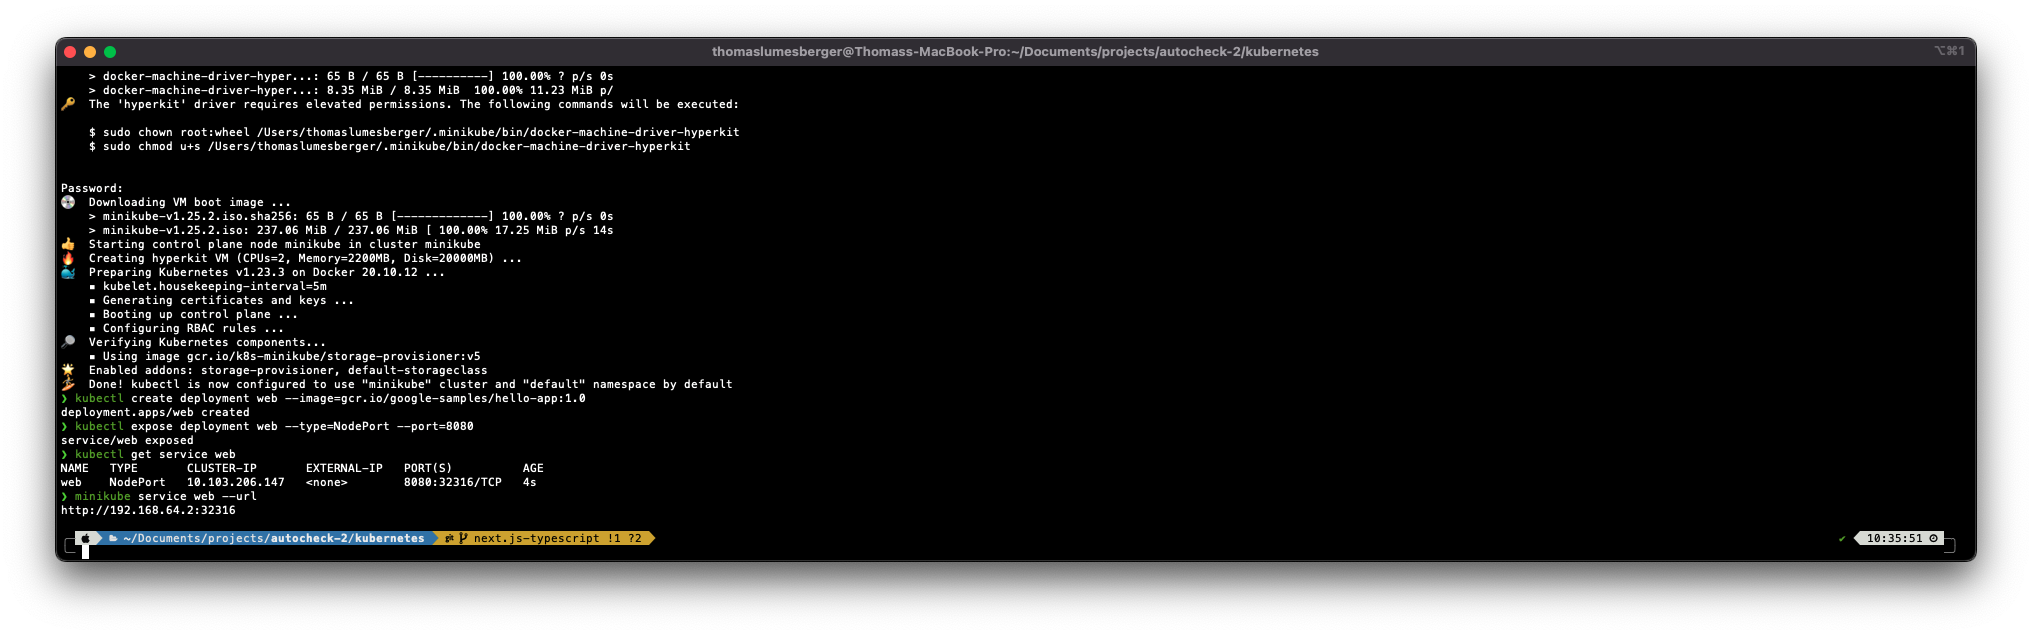 thomaslumesberger@Thomass-MacBook-Pro:~/Documents/projects/autocheck-2/kubernetes
⌥⌘1
> docker-machine-driver-hyper...: 65 B / 65 B [----------] 100.00% ? p/s 0s
> docker-machine-driver-hyper...: 8.35 MiB / 8.35 MiB  100.00% 11.23 MiB p/
The 'hyperkit' driver requires elevated permissions. The following commands will be executed:
$ sudo chown root:wheel /Users/thomaslumesberger/.minikube/bin/docker-machine-driver-hyperkit
$ sudo chmod u+s /Users/thomaslumesberger/.minikube/bin/docker-machine-driver-hyperkit
Password:
Downloading VM boot image ...
> minikube-v1.25.2.iso.sha256: 65 B / 65 B [-------------] 100.00% ? p/s 0s
> minikube-v1.25.2.iso: 237.06 MiB / 237.06 MiB [ 100.00% 17.25 MiB p/s 14s
Starting control plane node minikube in cluster minikube
Creating hyperkit VM (CPUs=2, Memory=2200MB, Disk=20000MB) ...
Preparing Kubernetes v1.23.3 on Docker 20.10.12 ...
▪ kubelet.housekeeping-interval=5m
▪ Generating certificates and keys ...
▪ Booting up control plane ...
▪ Configuring RBAC rules ...
Verifying Kubernetes components...
▪ Using image gcr.io/k8s-minikube/storage-provisioner:v5
Enabled addons: storage-provisioner, default-storageclass
Done! kubectl is now configured to use "minikube" cluster and "default" namespace by default
❯ kubectl create deployment web --image=gcr.io/google-samples/hello-app:1.0
deployment.apps/web created
❯ kubectl expose deployment web --type=NodePort --port=8080
service/web exposed
❯ kubectl get service web
NAME   TYPE       CLUSTER-IP       EXTERNAL-IP   PORT(S)          AGE
web    NodePort   10.103.206.147   <none>        8080:32316/TCP   4s
❯ minikube service web --url
http://192.168.64.2:32316
~/Documents/projects/autocheck-2/kubernetes next.js-typescript !1 ?2 ✔ 10:35:51